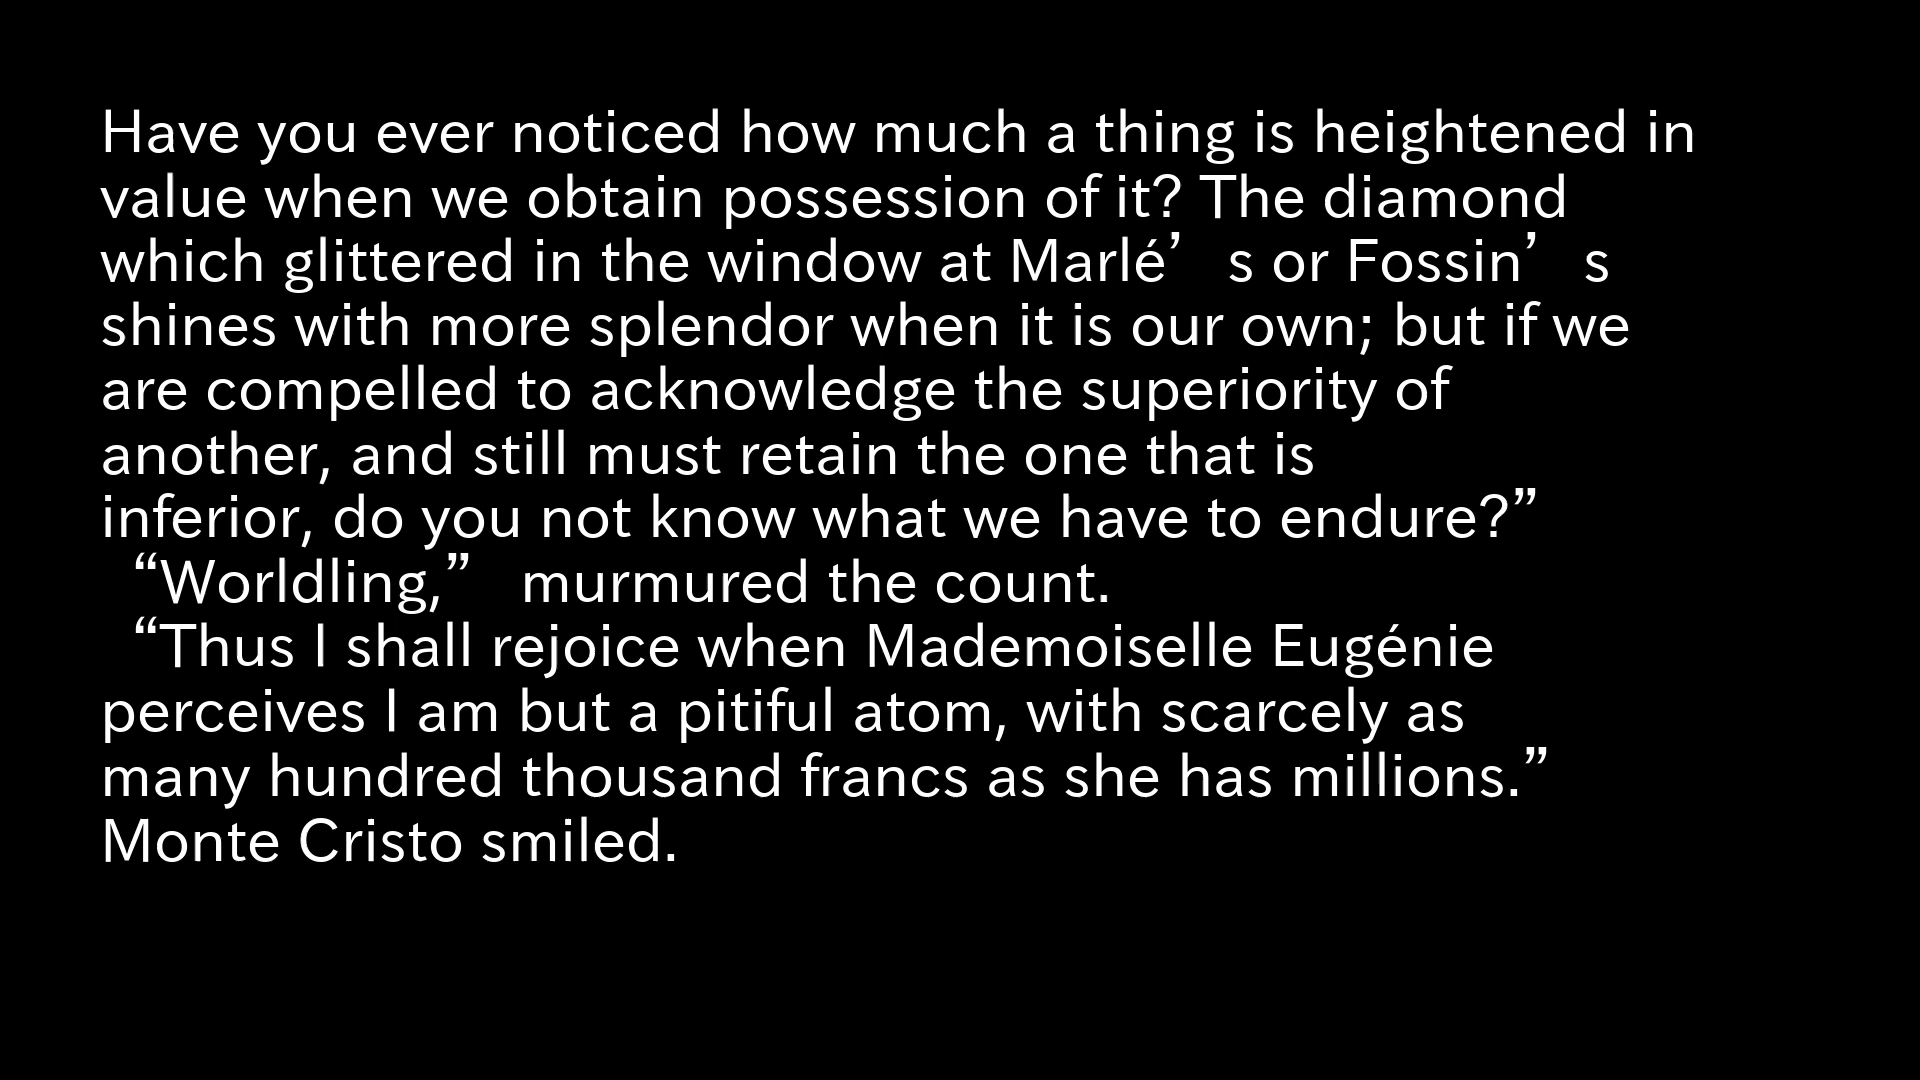 Have you ever noticed how much a thing is heightened in
value when we obtain possession of it? The diamond
which glittered in the window at Marlé’s or Fossin’s
shines with more splendor when it is our own; but if we
are compelled to acknowledge the superiority of
another, and still must retain the one that is
inferior, do you not know what we have to endure?”
“Worldling,” murmured the count.
“Thus I shall rejoice when Mademoiselle Eugénie
perceives I am but a pitiful atom, with scarcely as
many hundred thousand francs as she has millions.”
Monte Cristo smiled.